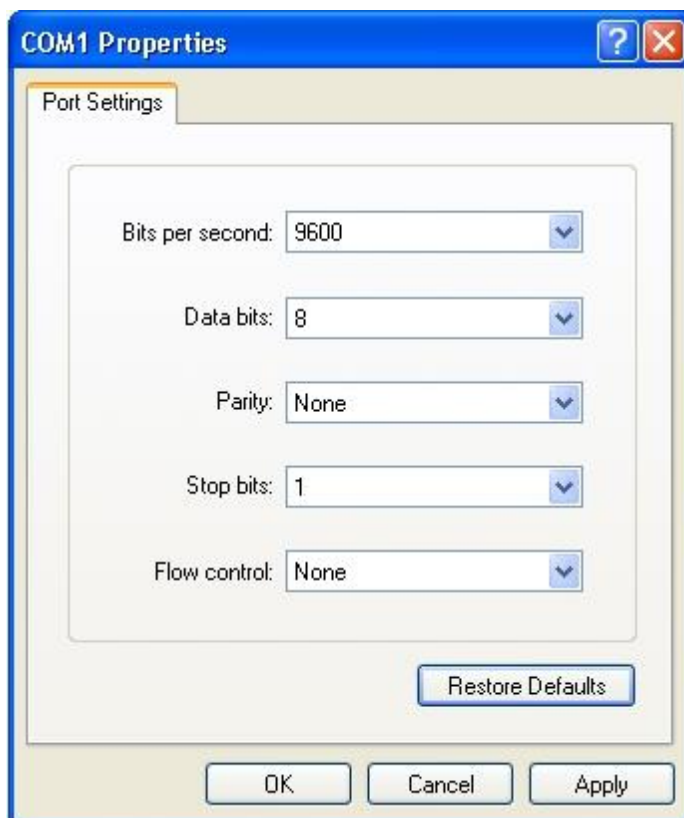 COM1 Properties
?
Port Settings
Bits per second: 9600
Data bits: 8
Parity: None
Stop bits: 1
Flow control: None
Restore Defaults
OK Cancel Apply